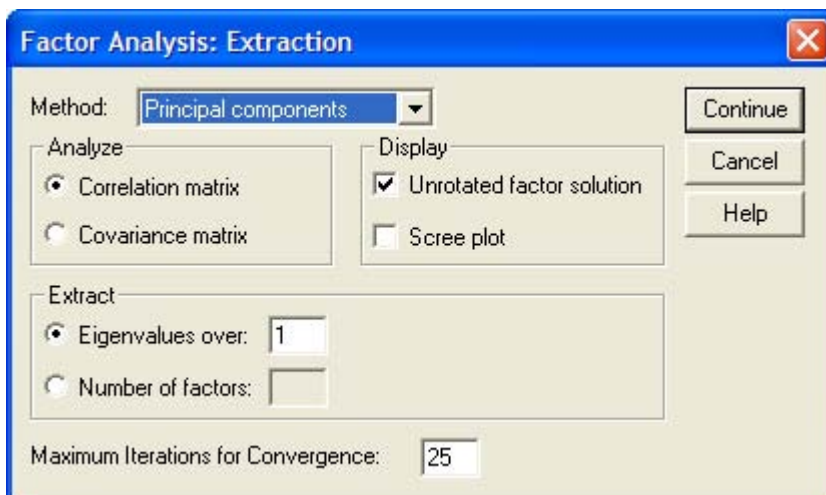 Factor Analysis: Extraction
Method: Principal components
Continue
Analyze
Display
Cancel
Correlation matrix
Unrotated factor solution
Help
Covariance matrix
Scree plot
Extract
Eigenvalues over: 1
Number of factors:
Maximum Iterations for Convergence: 25